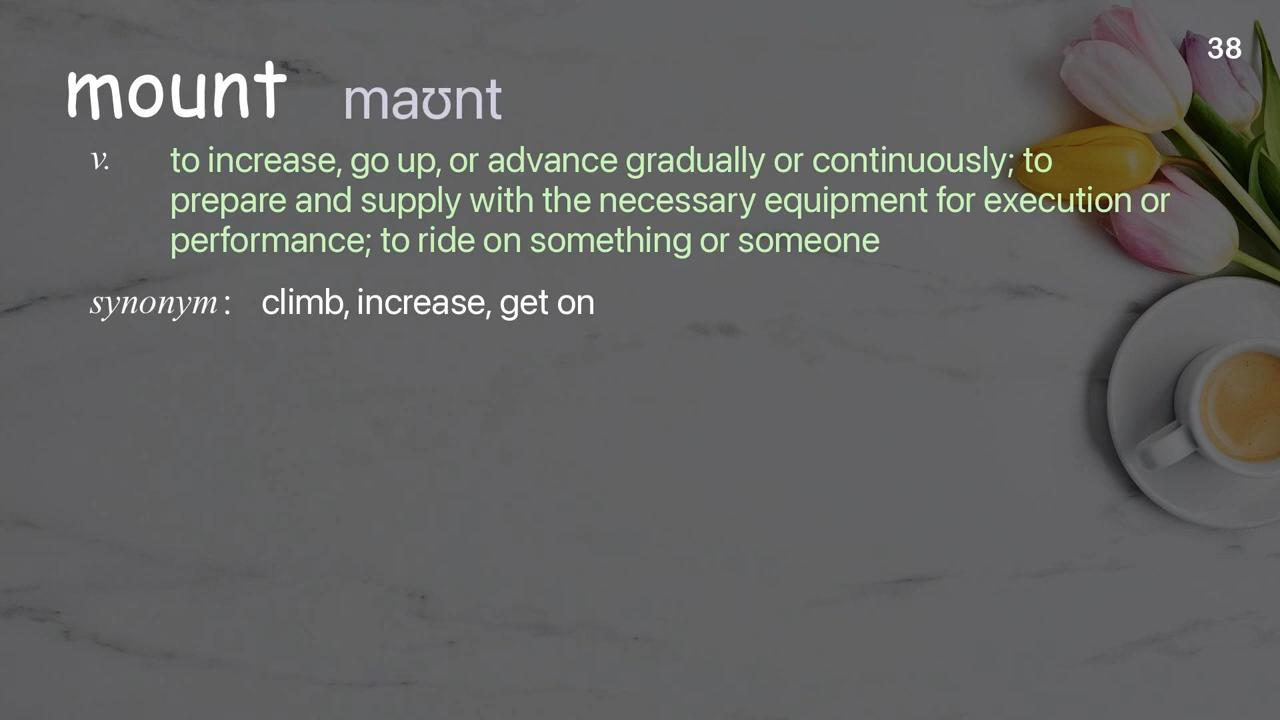 38
mount maʊnt
v. to increase, go up, or advance gradually or continuously; to
prepare and supply with the necessary equipment for execution or
performance; to ride on something or someone
synonym : climb, increase, get on